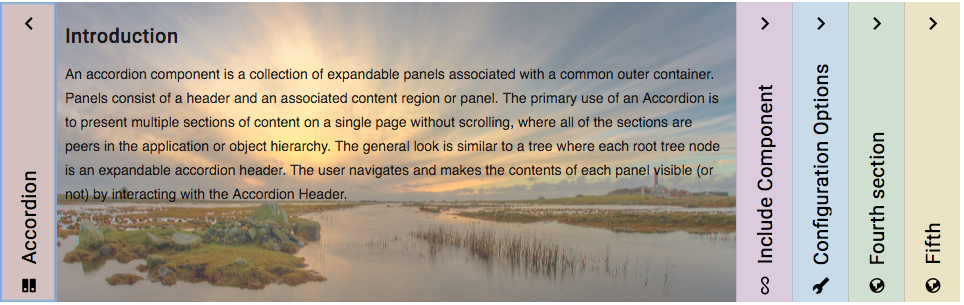 Accordion
Introduction
An accordion component is a collection of expandable panels associated with a common outer container.
Panels consist of a header and an associated content region or panel. The primary use of an Accordion is
to present multiple sections of content on a single page without scrolling, where all of the sections are
peers in the application or object hierarchy. The general look is similar to a tree where each root tree node
is an expandable accordion header. The user navigates and makes the contents of each panel visible (or
not) by interacting with the Accordion Header.
Include Component
Configuration Options
Fourth section
Fifth